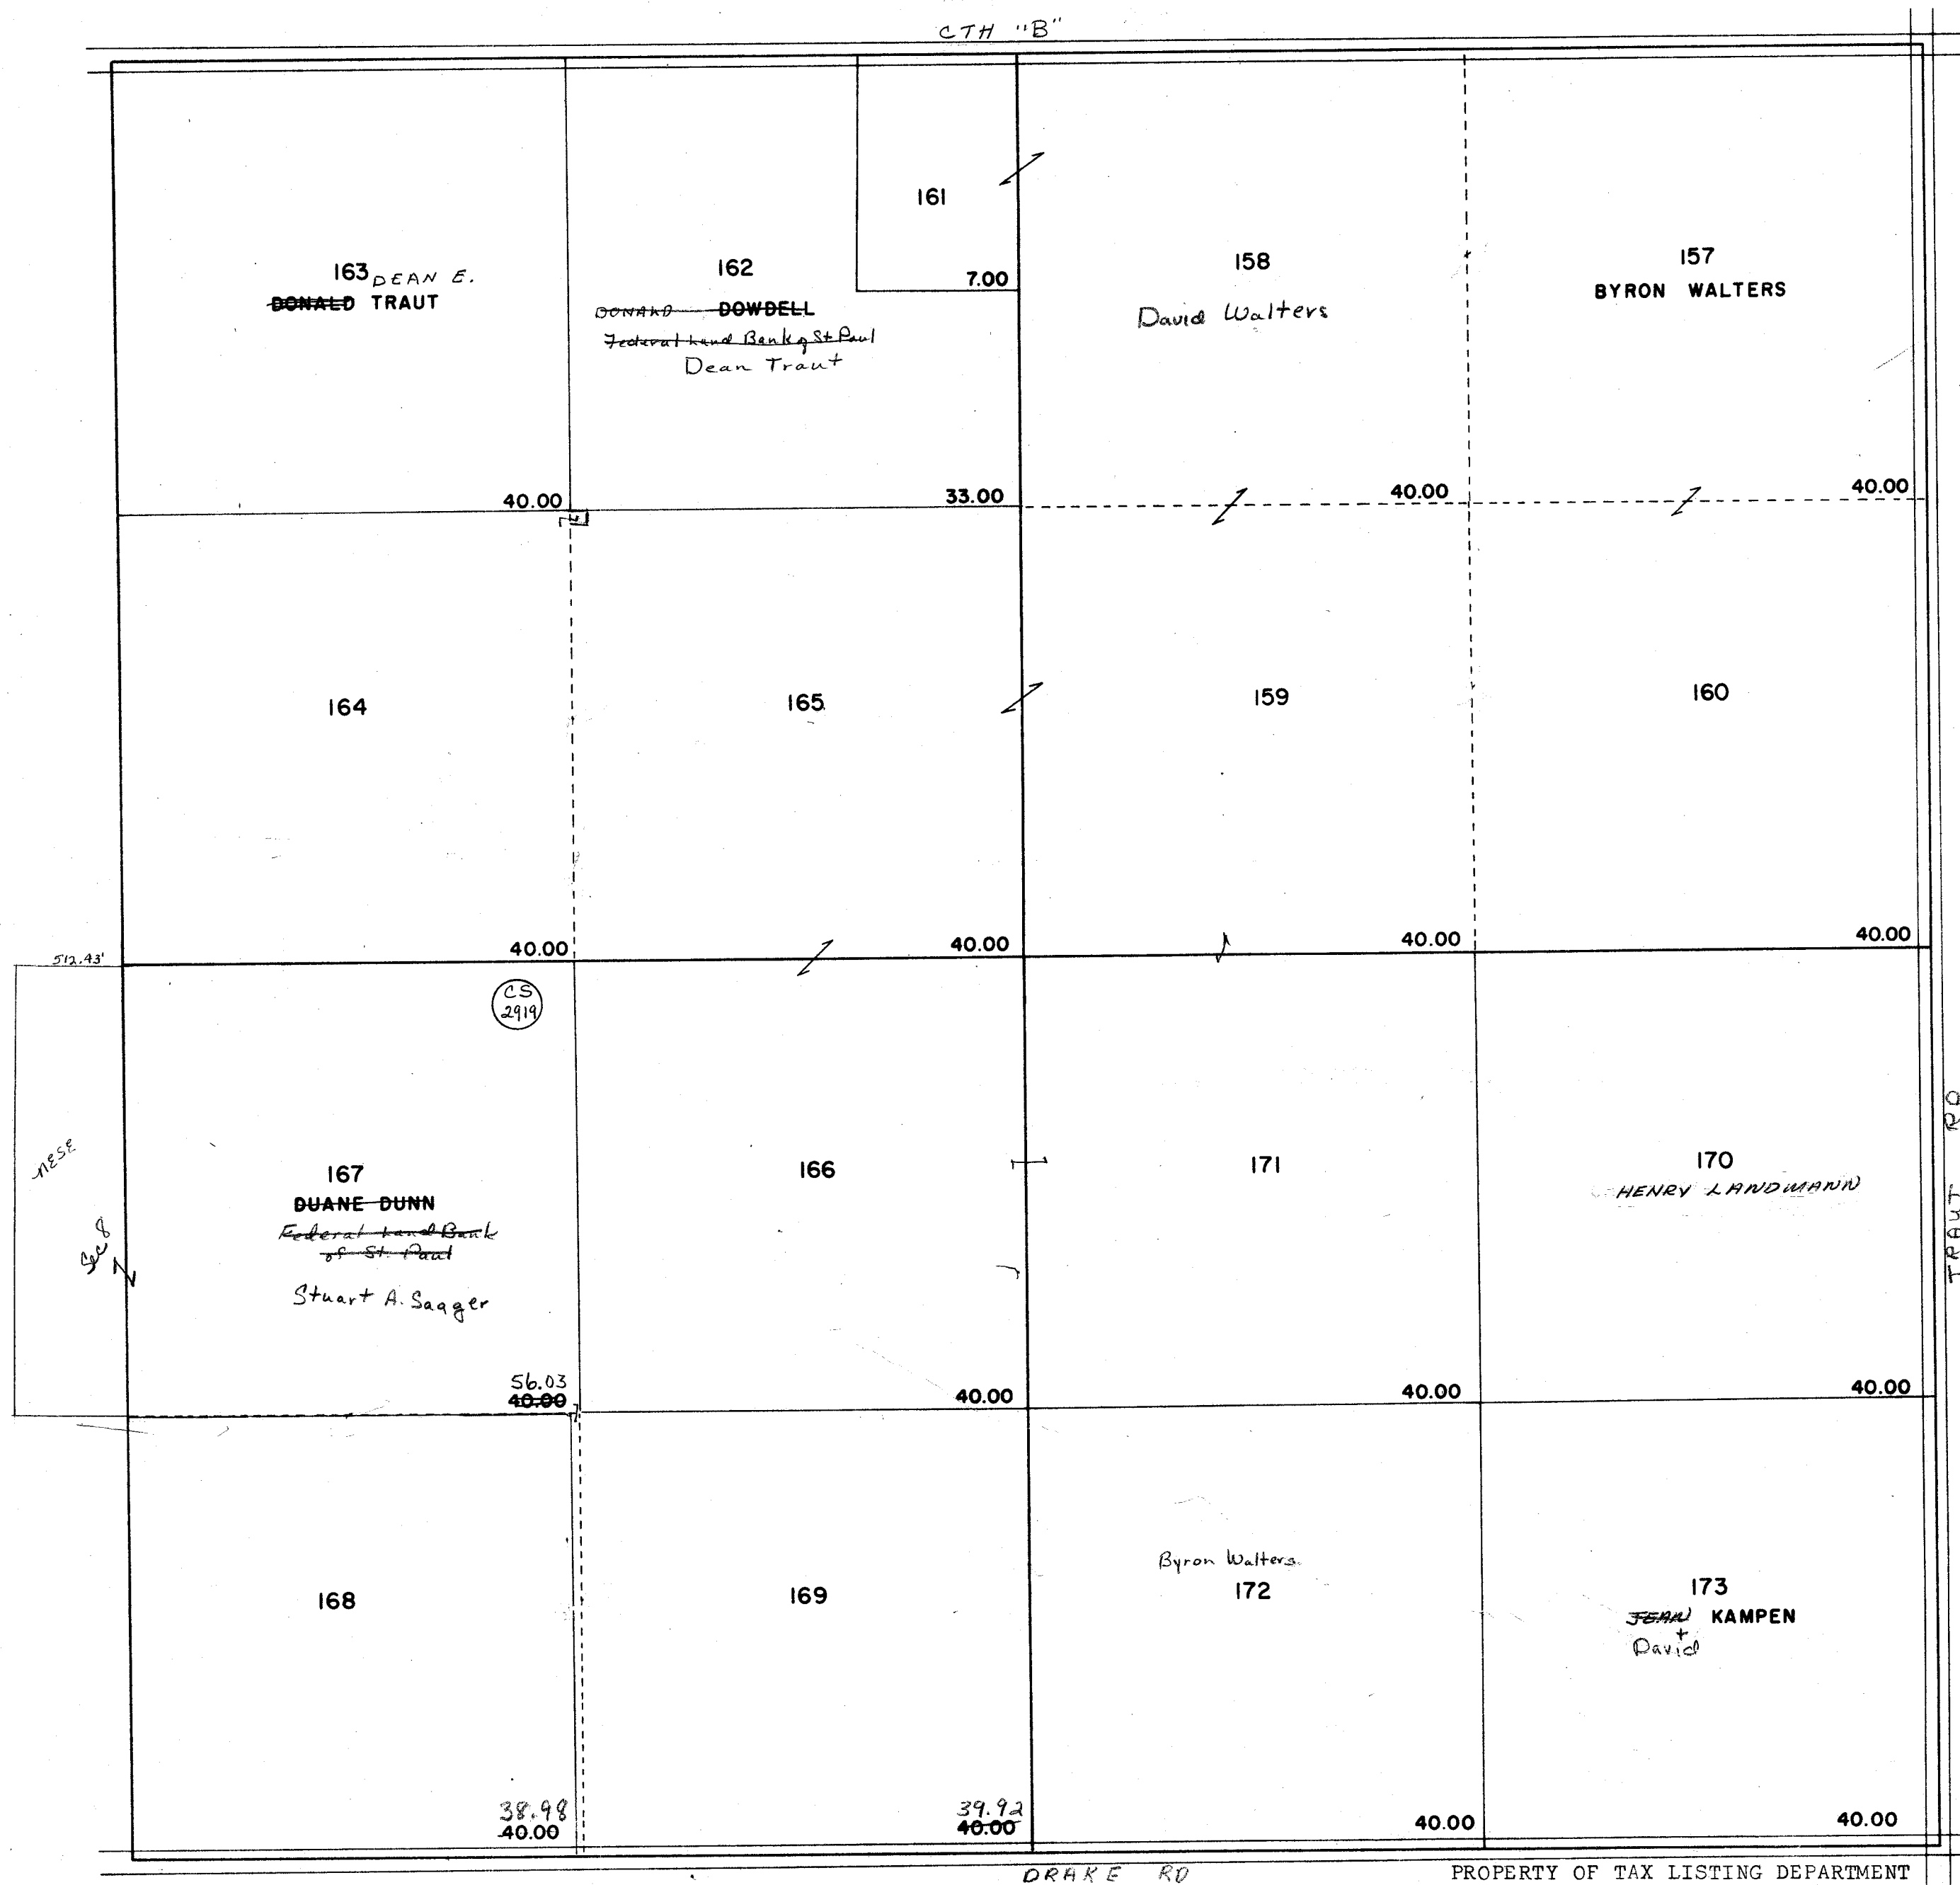 CTH "B"
161
7.00
163 DEAN E.
DONALD TRAUT
40.00
162
DONALD DOWDELL
Federal Land Bank of St Paul
Dean Traut
33.00
158
David Walters
40.00
157
BYRON WALTERS
40.00
164
40.00
165
40.00
159
40.00
160
40.00
512.43'
CS
2919
NESE
Sec 8
167
DUANE DUNN
Federal Land Bank
of St. Paul
Stuart A. Saager
56.03
40.00
166
40.00
171
40.00
170
HENRY LANDMANN
40.00
TRAUT RD
168
38.98
40.00
169
39.92
40.00
Byron Walters
172
40.00
173
JEAN KAMPEN
+
David
40.00
DRAKE RD
PROPERTY OF TAX LISTING DEPARTMENT